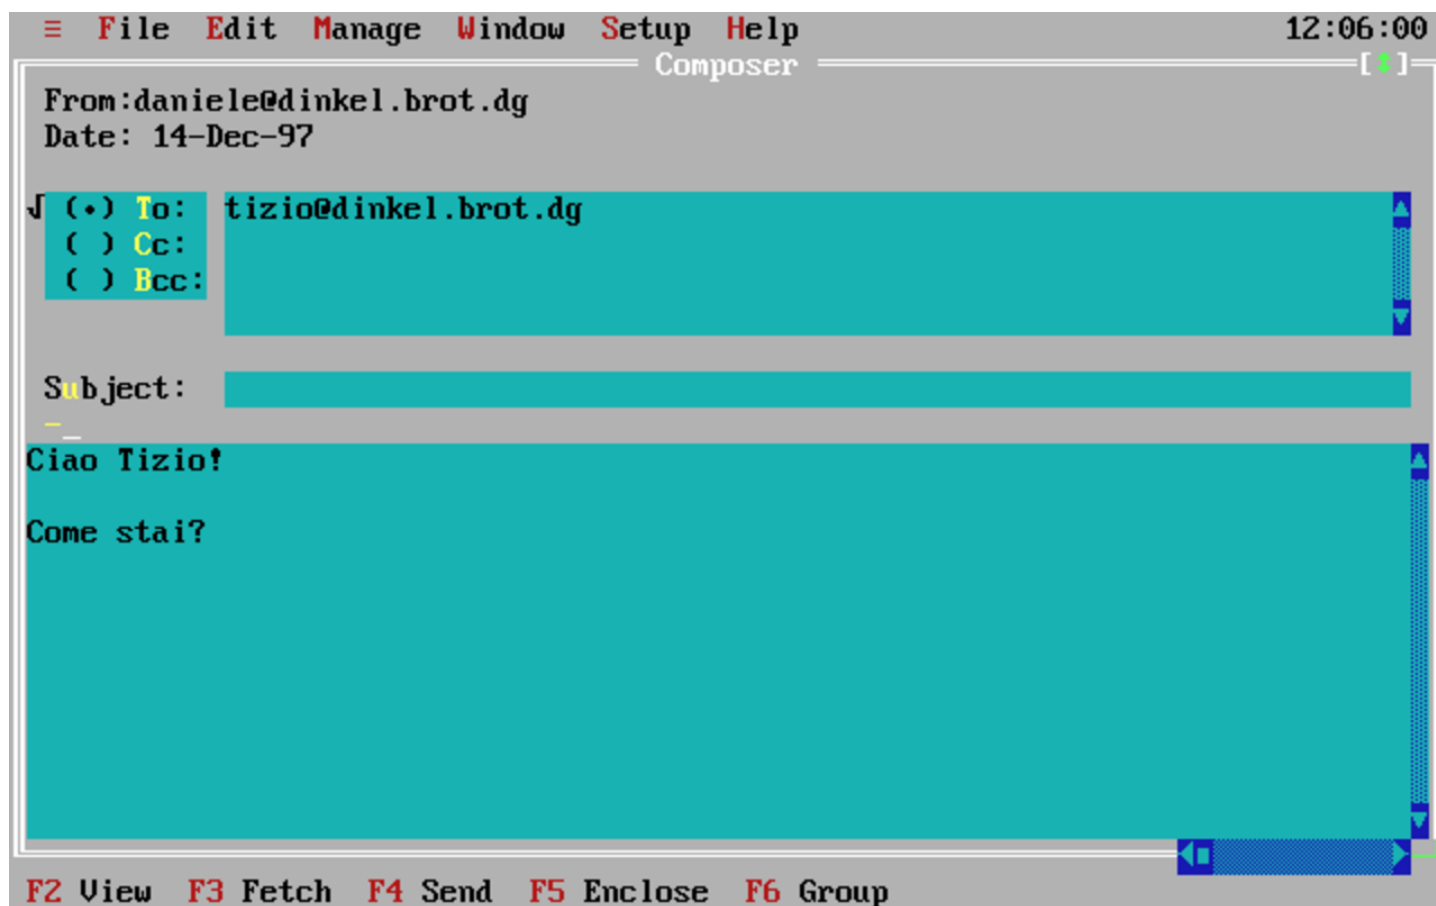 ≡ File Edit Manage Window Setup Help 12:06:00
Composer [↕]
From:daniele@dinkel.brot.dg
Date: 14-Dec-97
√ (•) To: tizio@dinkel.brot.dg
( ) Cc:
( ) Bcc:
Subject:
Ciao Tizio!
Come stai?
F2 View F3 Fetch F4 Send F5 Enclose F6 Group